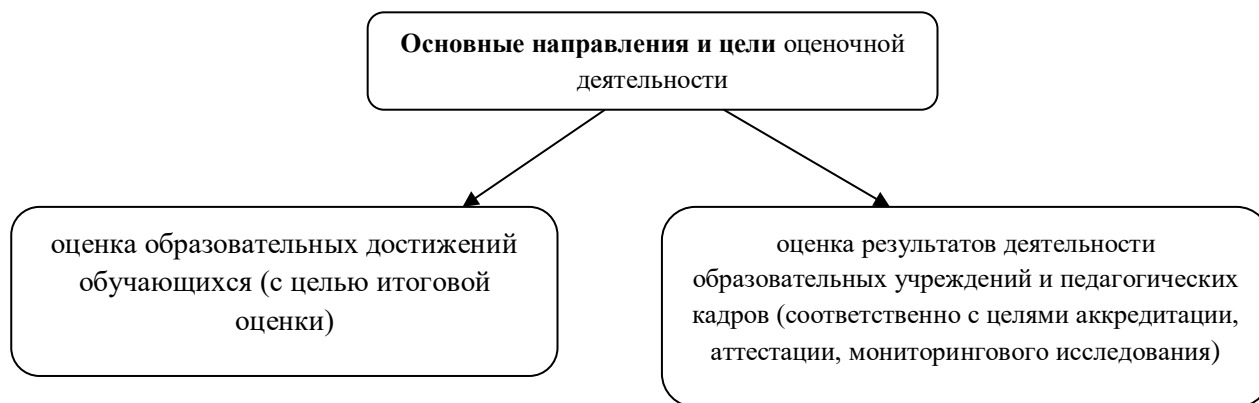 Основные направления и цели оценочной
деятельности
оценка образовательных достижений
обучающихся (с целью итоговой
оценки)
оценка результатов деятельности
образовательных учреждений и педагогических
кадров (соответственно с целями аккредитации,
аттестации, мониторингового исследования)